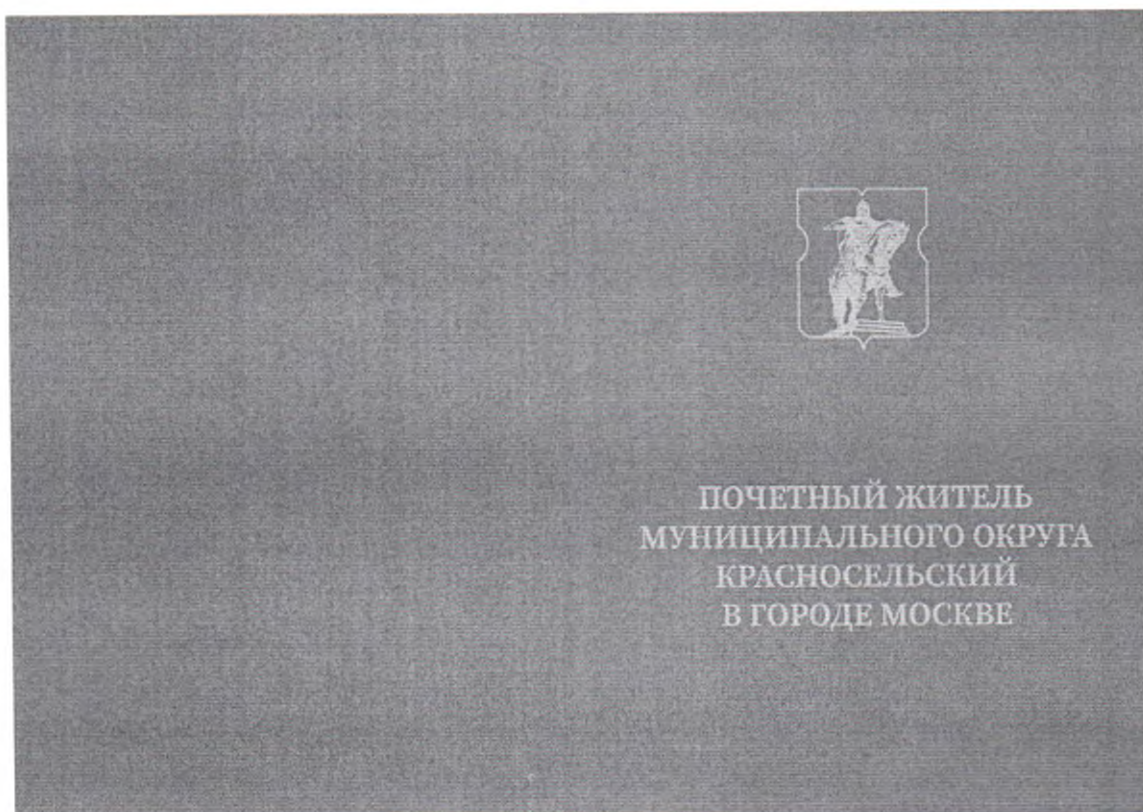 ПОЧЕТНЫЙ ЖИТЕЛЬ
МУНИЦИПАЛЬНОГО ОКРУГА
КРАСНОСЕЛЬСКИЙ
В ГОРОДЕ МОСКВЕ